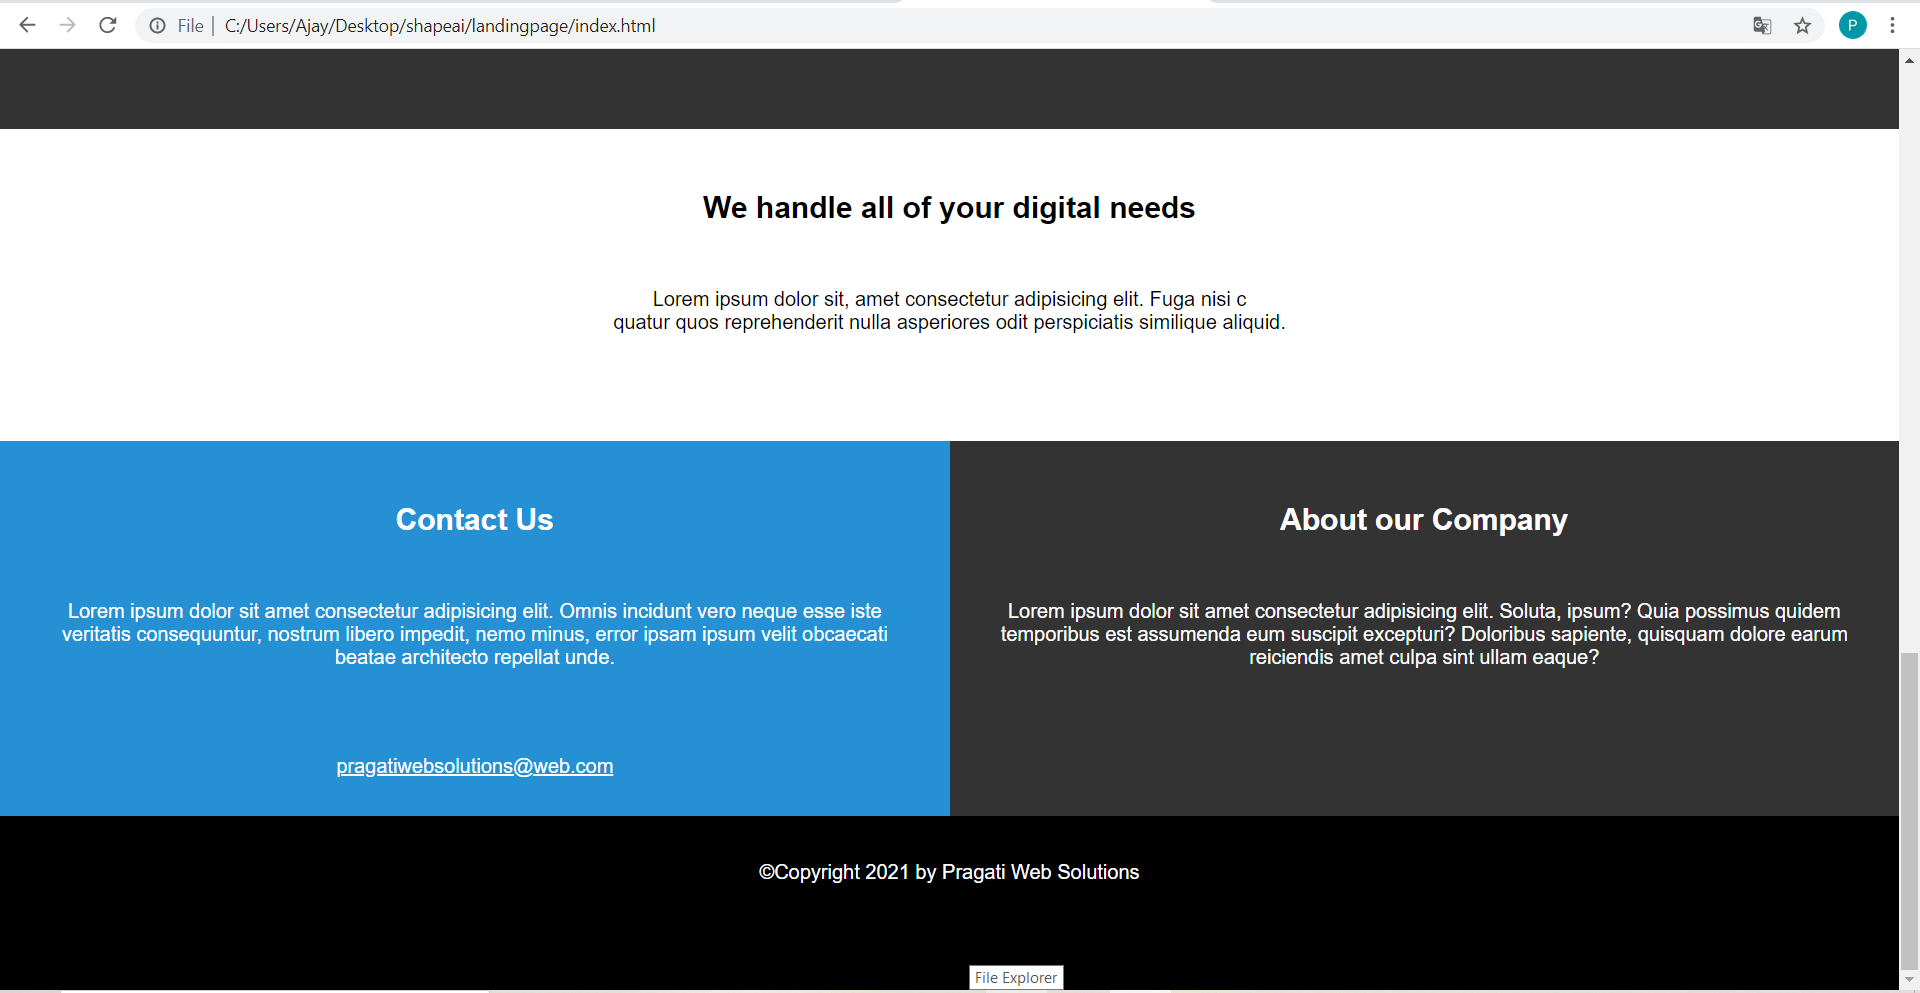 File | C:/Users/Ajay/Desktop/shapeai/landingpage/index.html
P
We handle all of your digital needs
Lorem ipsum dolor sit, amet consectetur adipisicing elit. Fuga nisi c
quatur quos reprehenderit nulla asperiores odit perspiciatis similique aliquid.
Contact Us
Lorem ipsum dolor sit amet consectetur adipisicing elit. Omnis incidunt vero neque esse iste
veritatis consequuntur, nostrum libero impedit, nemo minus, error ipsam ipsum velit obcaecati
beatae architecto repellat unde.
pragatiwebsolutions@web.com
About our Company
Lorem ipsum dolor sit amet consectetur adipisicing elit. Soluta, ipsum? Quia possimus quidem
temporibus est assumenda eum suscipit excepturi? Doloribus sapiente, quisquam dolore earum
reiciendis amet culpa sint ullam eaque?
©Copyright 2021 by Pragati Web Solutions
File Explorer